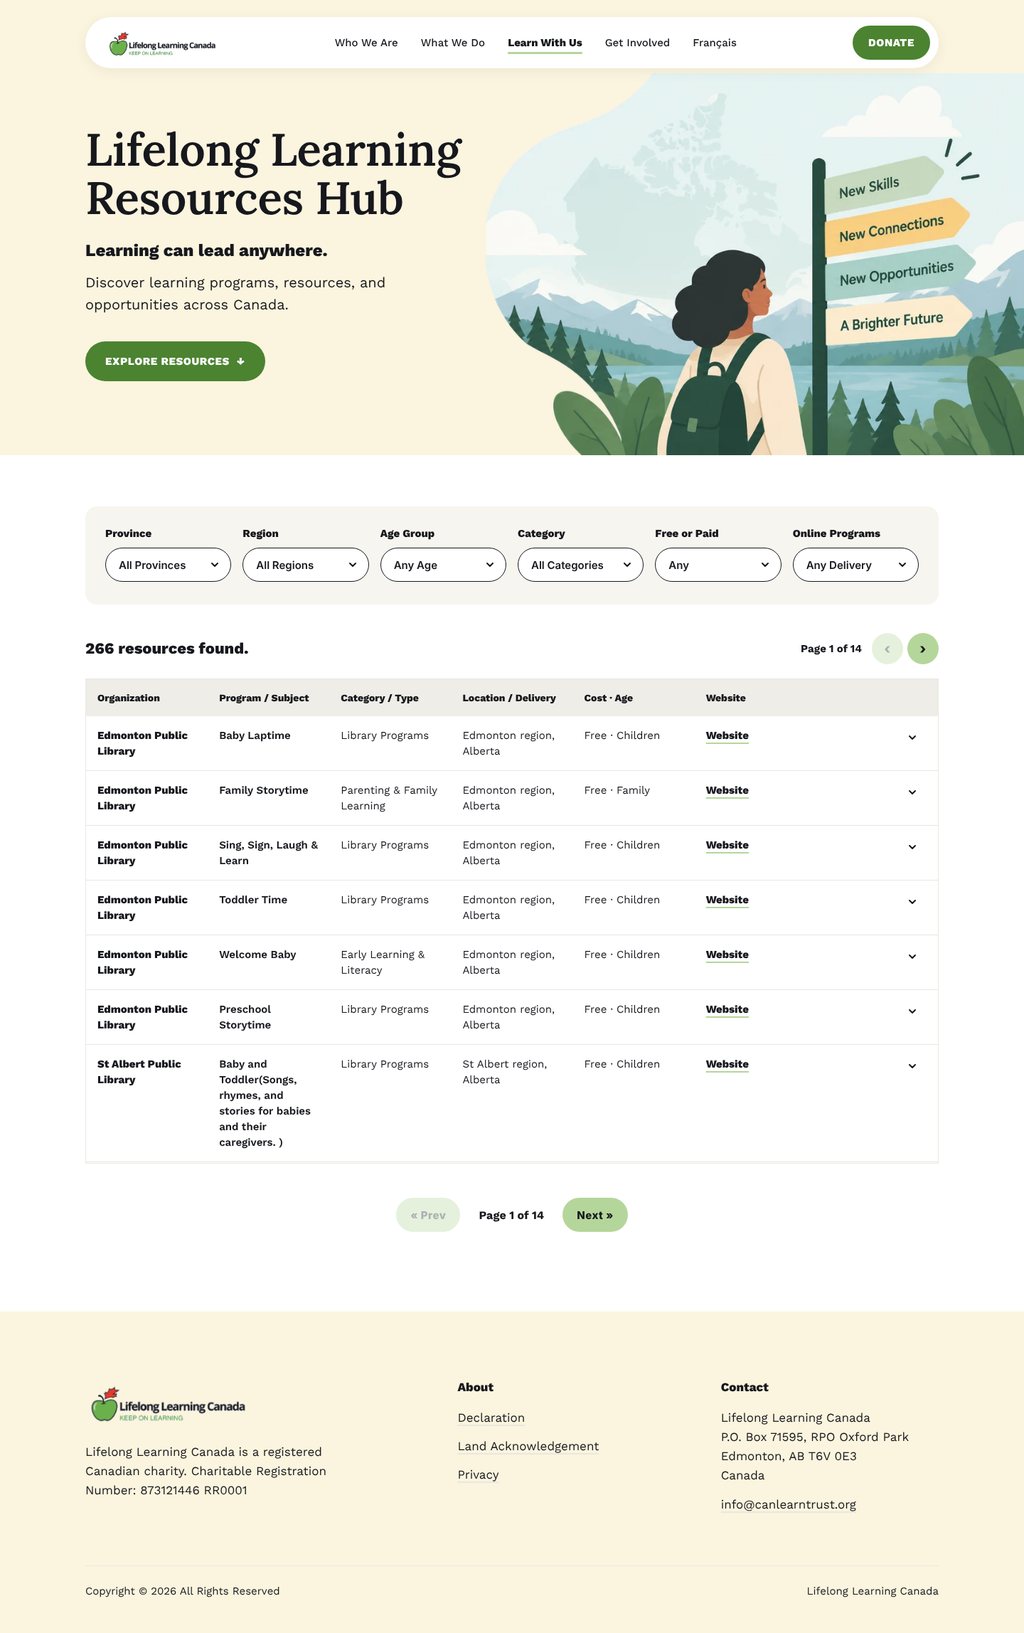 Lifelong Learning Canada
KEEP ON LEARNING
Who We Are
What We Do
Learn With Us
Get Involved
Français
DONATE
Lifelong Learning
Resources Hub
Learning can lead anywhere.
Discover learning programs, resources, and
opportunities across Canada.
EXPLORE RESOURCES ↓
New Skills
New Connections
New Opportunities
A Brighter Future
Province
Region
Age Group
Category
Free or Paid
Online Programs
All Provinces
All Regions
Any Age
All Categories
Any
Any Delivery
266 resources found.
Page 1 of 14
‹
›
Organization
Program / Subject
Category / Type
Location / Delivery
Cost · Age
Website
Edmonton Public
Library
Baby Laptime
Library Programs
Edmonton region,
Alberta
Free · Children
Website
Edmonton Public
Library
Family Storytime
Parenting & Family
Learning
Edmonton region,
Alberta
Free · Family
Website
Edmonton Public
Library
Sing, Sign, Laugh &
Learn
Library Programs
Edmonton region,
Alberta
Free · Children
Website
Edmonton Public
Library
Toddler Time
Library Programs
Edmonton region,
Alberta
Free · Children
Website
Edmonton Public
Library
Welcome Baby
Early Learning &
Literacy
Edmonton region,
Alberta
Free · Children
Website
Edmonton Public
Library
Preschool
Storytime
Library Programs
Edmonton region,
Alberta
Free · Children
Website
St Albert Public
Library
Baby and
Toddler(Songs,
rhymes, and
stories for babies
and their
caregivers. )
Library Programs
St Albert region,
Alberta
Free · Children
Website
« Prev
Page 1 of 14
Next »
Lifelong Learning Canada
KEEP ON LEARNING
Lifelong Learning Canada is a registered
Canadian charity. Charitable Registration
Number: 873121446 RR0001
About
Declaration
Land Acknowledgement
Privacy
Contact
Lifelong Learning Canada
P.O. Box 71595, RPO Oxford Park
Edmonton, AB T6V 0E3
Canada
info@canlearntrust.org
Copyright © 2026 All Rights Reserved
Lifelong Learning Canada